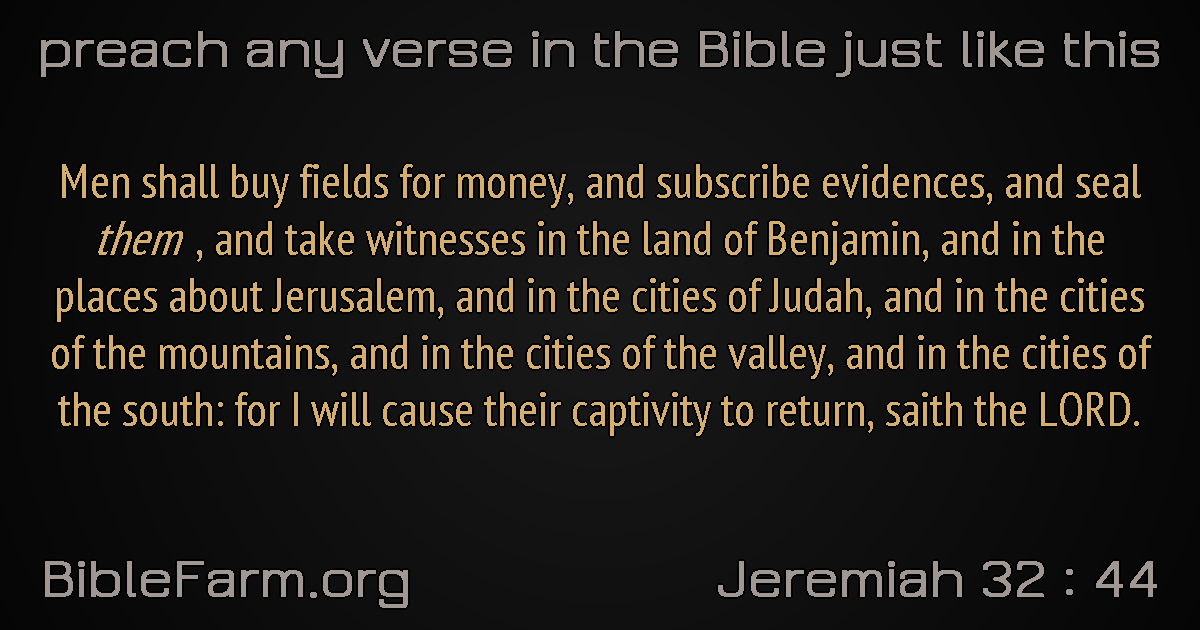 preach any verse in the Bible just like this
Men shall buy fields for money, and subscribe evidences, and seal
them , and take witnesses in the land of Benjamin, and in the
places about Jerusalem, and in the cities of Judah, and in the cities
of the mountains, and in the cities of the valley, and in the cities of
the south: for I will cause their captivity to return, saith the LORD.
BibleFarm.org
Jeremiah 32 : 44